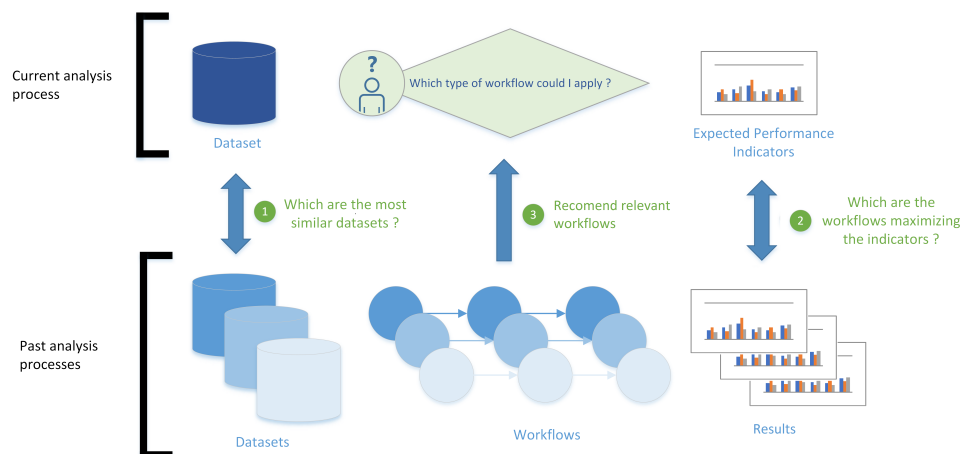 Current analysis
process
?
Which type of workflow could I apply ?
Dataset
Expected Performance
Indicators
1
Which are the most
similar datasets ?
3
Recomend relevant
workflows
2
Which are the
workflows maximizing
the indicators ?
Past analysis
processes
Datasets
Workflows
Results